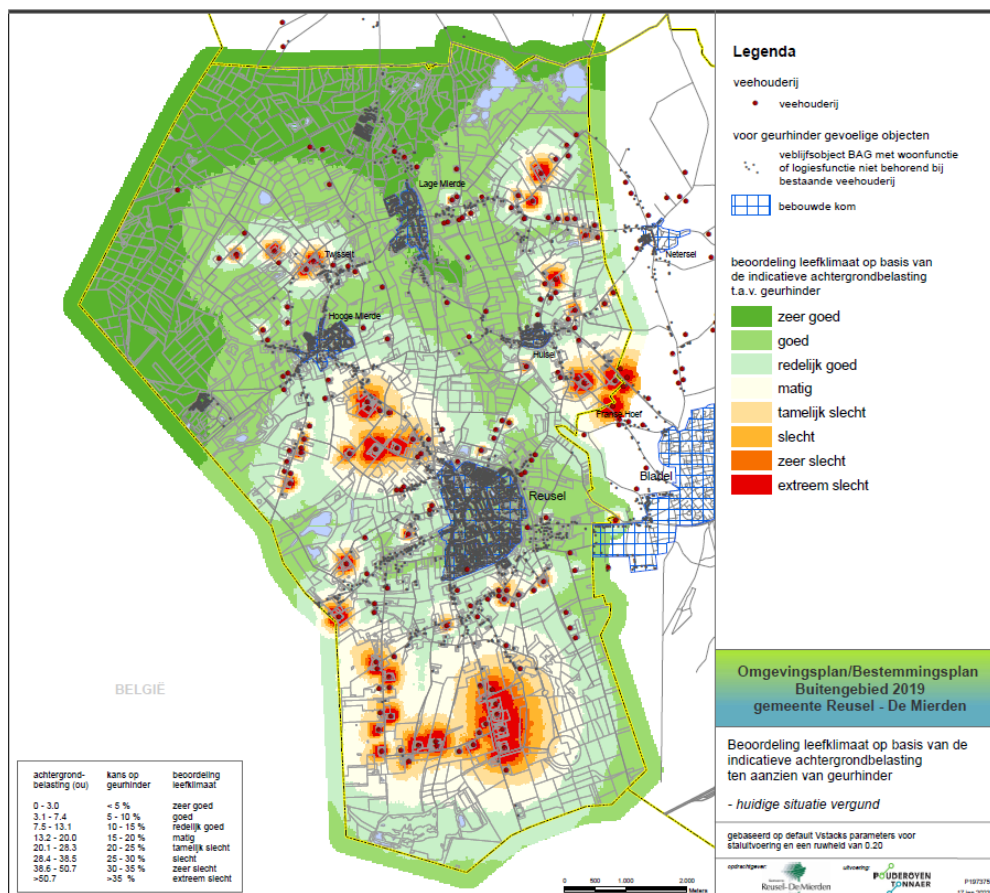 Legenda
veehouderij
veehouderij
voor geurhinder gevoelige objecten
veblijfsobject BAG met woonfunctie
of logiesfunctie niet behorend bij
bestaande veehouderij
bebouwde kom
beoordeling leefklimaat op basis van
de indicatieve achtergrondbelasting
t.a.v. geurhinder
zeer goed
goed
redelijk goed
matig
tamelijk slecht
slecht
zeer slecht
extreem slecht
Lage Mierde
Netersel
Twisselt
Hooge Mierde
Hulsel
Franse Hoef
Bladel
Reusel
BELGIË
Omgevingsplan/Bestemmingsplan
Buitengebied 2019
gemeente Reusel - De Mierden
Beoordeling leefklimaat op basis van de
indicatieve achtergrondbelasting
ten aanzien van geurhinder
- huidige situatie vergund
gebaseerd op default Vstacks parameters voor
staluitvoering en een ruwheid van 0.20
opdrachtgever:
Reusel-De Mierden
uitvoering:
POUDEROYEN
TONNAER
P197375
achtergrond-belasting (ou) kans op geurhinder beoordeling leefklimaat
0 - 3.0 < 5 % zeer goed
3.1 - 7.4 5 - 10 % goed
7.5 - 13.1 10 - 15 % redelijk goed
13.2 - 20.0 15 - 20 % matig
20.1 - 28.3 20 - 25 % tamelijk slecht
28.4 - 38.5 25 - 30 % slecht
38.6 - 50.7 30 - 35 % zeer slecht
>50.7 >35 % extreem slecht
0 500 1.000 2.000
Meters